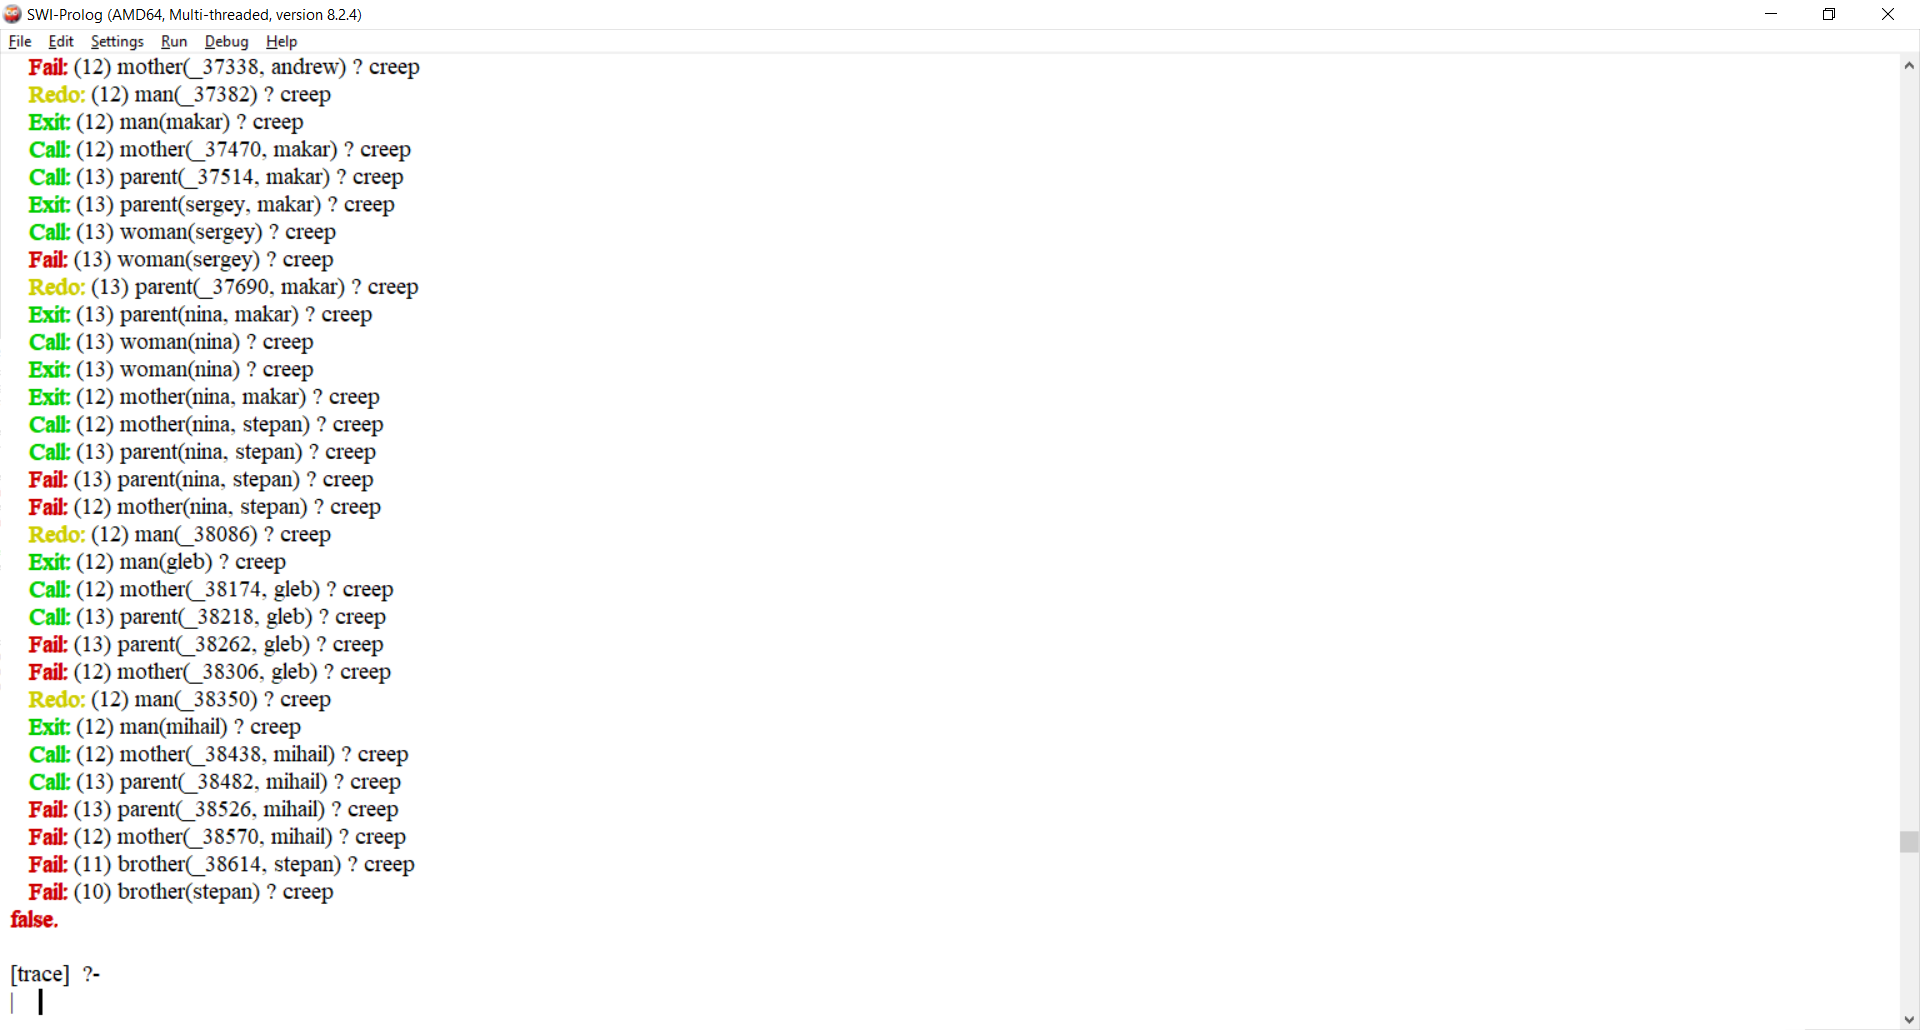 SWI-Prolog (AMD64, Multi-threaded, version 8.2.4)
File Edit Settings Run Debug Help
Fail: (12) mother(_37338, andrew) ? creep
Redo: (12) man(_37382) ? creep
Exit: (12) man(makar) ? creep
Call: (12) mother(_37470, makar) ? creep
Call: (13) parent(_37514, makar) ? creep
Exit: (13) parent(sergey, makar) ? creep
Call: (13) woman(sergey) ? creep
Fail: (13) woman(sergey) ? creep
Redo: (13) parent(_37690, makar) ? creep
Exit: (13) parent(nina, makar) ? creep
Call: (13) woman(nina) ? creep
Exit: (13) woman(nina) ? creep
Exit: (12) mother(nina, makar) ? creep
Call: (12) mother(nina, stepan) ? creep
Call: (13) parent(nina, stepan) ? creep
Fail: (13) parent(nina, stepan) ? creep
Fail: (12) mother(nina, stepan) ? creep
Redo: (12) man(_38086) ? creep
Exit: (12) man(gleb) ? creep
Call: (12) mother(_38174, gleb) ? creep
Call: (13) parent(_38218, gleb) ? creep
Fail: (13) parent(_38262, gleb) ? creep
Fail: (12) mother(_38306, gleb) ? creep
Redo: (12) man(_38350) ? creep
Exit: (12) man(mihail) ? creep
Call: (12) mother(_38438, mihail) ? creep
Call: (13) parent(_38482, mihail) ? creep
Fail: (13) parent(_38526, mihail) ? creep
Fail: (12) mother(_38570, mihail) ? creep
Fail: (11) brother(_38614, stepan) ? creep
Fail: (10) brother(stepan) ? creep
false.
[trace] ?-
|